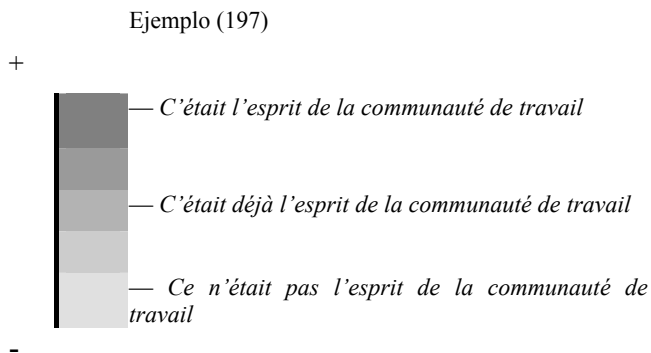 Ejemplo (197)
+
— C’était l’esprit de la communauté de travail
— C’était déjà l’esprit de la communauté de travail
— Ce n’était pas l’esprit de la communauté de
travail
-